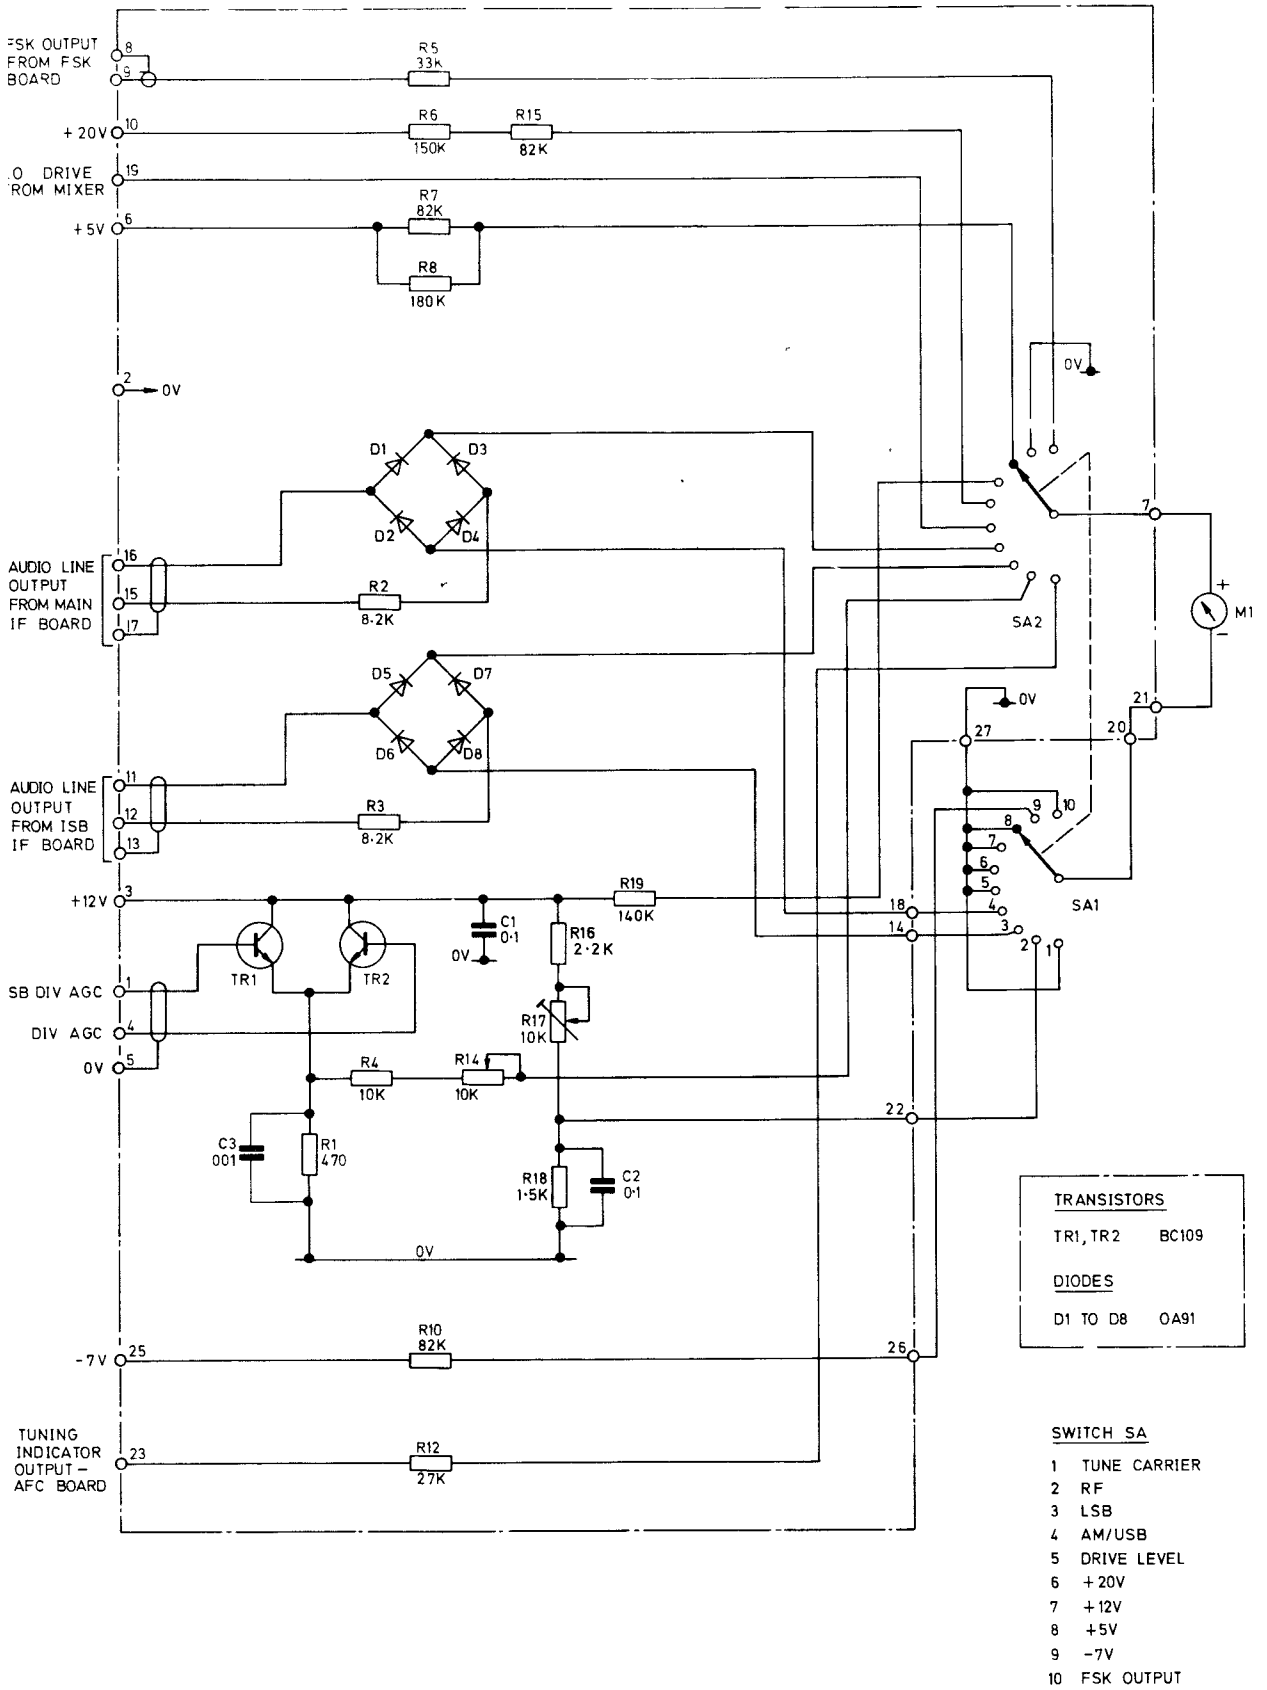 FSK OUTPUT
FROM FSK
BOARD
8
9
R5
33K
+20V
10
R6
150K
R15
82K
.O DRIVE
ROM MIXER
19
+5V
6
R7
82K
R8
180K
2
0V
0V
D1
D3
D2
D4
AUDIO LINE
OUTPUT
FROM MAIN
IF BOARD
16
15
17
R2
8·2K
7
+
M1
-
SA2
D5
D7
D6
D8
AUDIO LINE
OUTPUT
FROM ISB
IF BOARD
11
12
13
R3
8·2K
0V
27
20
21
10
9
8
7
6
5
4
3
2
1
SA1
18
14
+12V
3
R19
140K
C1
0·1
0V
R16
2·2K
TR1
TR2
SB DIV AGC
1
DIV AGC
4
0V
5
R17
10K
R4
10K
R14
10K
22
C3
001
R1
470
R18
1·5K
C2
0·1
0V
TRANSISTORS
TR1, TR2 BC109
DIODES
D1 TO D8 OA91
-7V
25
R10
82K
26
TUNING
INDICATOR
OUTPUT –
AFC BOARD
23
R12
27K
SWITCH SA
1 TUNE CARRIER
2 RF
3 LSB
4 AM/USB
5 DRIVE LEVEL
6 +20V
7 +12V
8 +5V
9 -7V
10 FSK OUTPUT